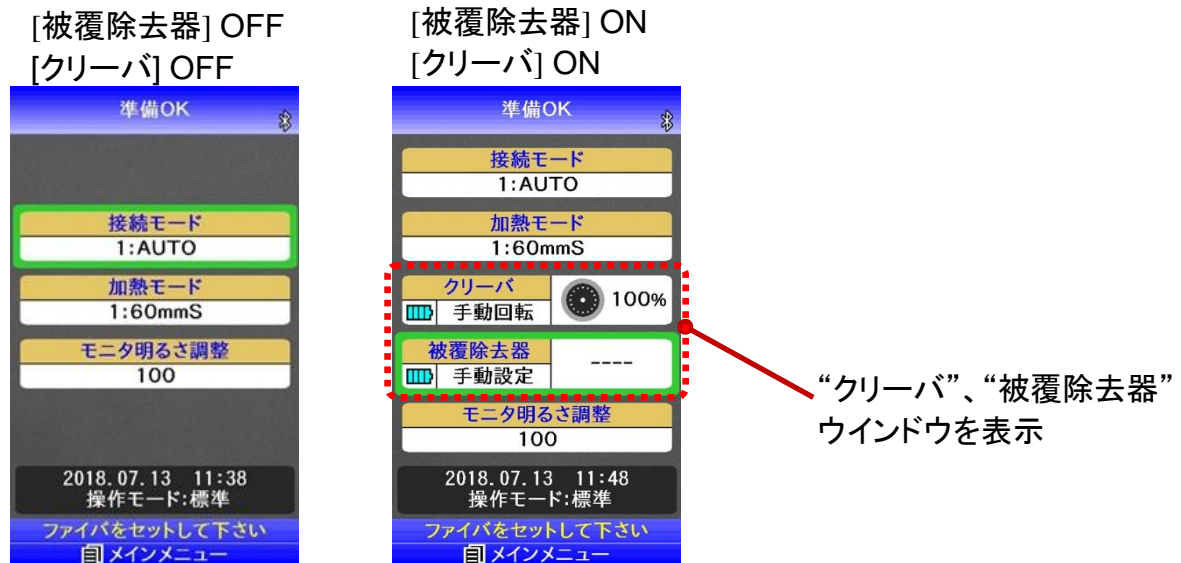 [被覆除去器] OFF
[クリーバ] OFF
準備OK
接続モード
1:AUTO
加熱モード
1:60mmS
モニタ明るさ調整
100
2018.07.13 11:38
操作モード:標準
ファイバをセットして下さい
メインメニュー
[被覆除去器] ON
[クリーバ] ON
準備OK
接続モード
1:AUTO
加熱モード
1:60mmS
クリーバ
手動回転
100%
被覆除去器
手動設定
----
モニタ明るさ調整
100
2018.07.13 11:48
操作モード:標準
ファイバをセットして下さい
メインメニュー
“クリーバ”、“被覆除去器”
ウインドウを表示